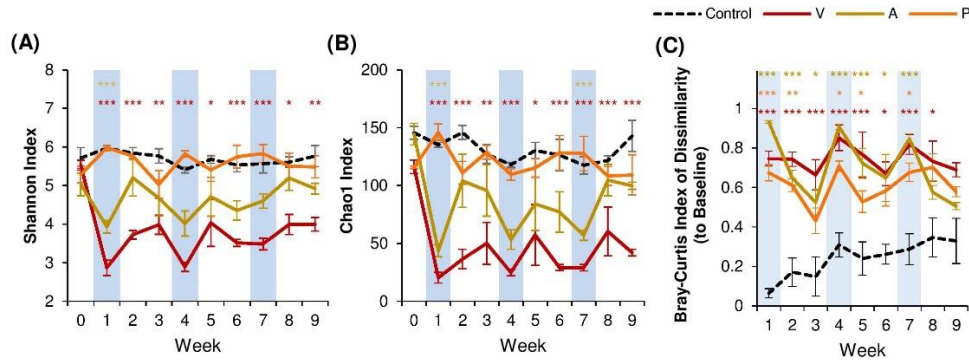 Control V A P
(A)
Shannon Index
8
7
6
5
4
3
2
***
*** *** ** *** * *** *** * **
0 1 2 3 4 5 6 7 8 9
Week
(B)
Chao1 Index
200
150
100
50
0
*** ***
*** *** ** *** * *** *** *** ***
0 1 2 3 4 5 6 7 8 9
Week
(C)
Bray-Curtis Index of Dissimilarity
(to Baseline)
1
0.8
0.6
0.4
0.2
0
*** *** * *** *** * ***
*** ** * * *
*** *** *** *** *** * *** *
1 2 3 4 5 6 7 8 9
Week